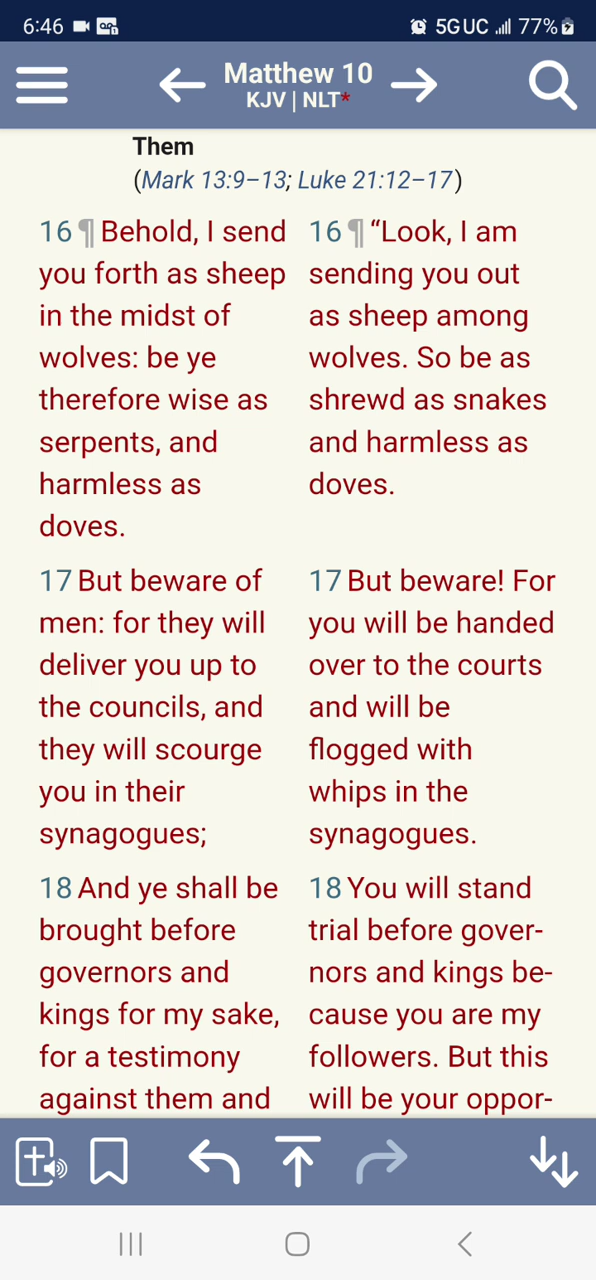 6:46 5G UC 77%
Matthew 10
KJV | NLT*
Them
(Mark 13:9–13; Luke 21:12–17)
16 ¶ Behold, I send
you forth as sheep
in the midst of
wolves: be ye
therefore wise as
serpents, and
harmless as
doves.
17 But beware of
men: for they will
deliver you up to
the councils, and
they will scourge
you in their
synagogues;
18 And ye shall be
brought before
governors and
kings for my sake,
for a testimony
against them and
16 ¶ “Look, I am
sending you out
as sheep among
wolves. So be as
shrewd as snakes
and harmless as
doves.
17 But beware! For
you will be handed
over to the courts
and will be
flogged with
whips in the
synagogues.
18 You will stand
trial before gover-
nors and kings be-
cause you are my
followers. But this
will be your oppor-